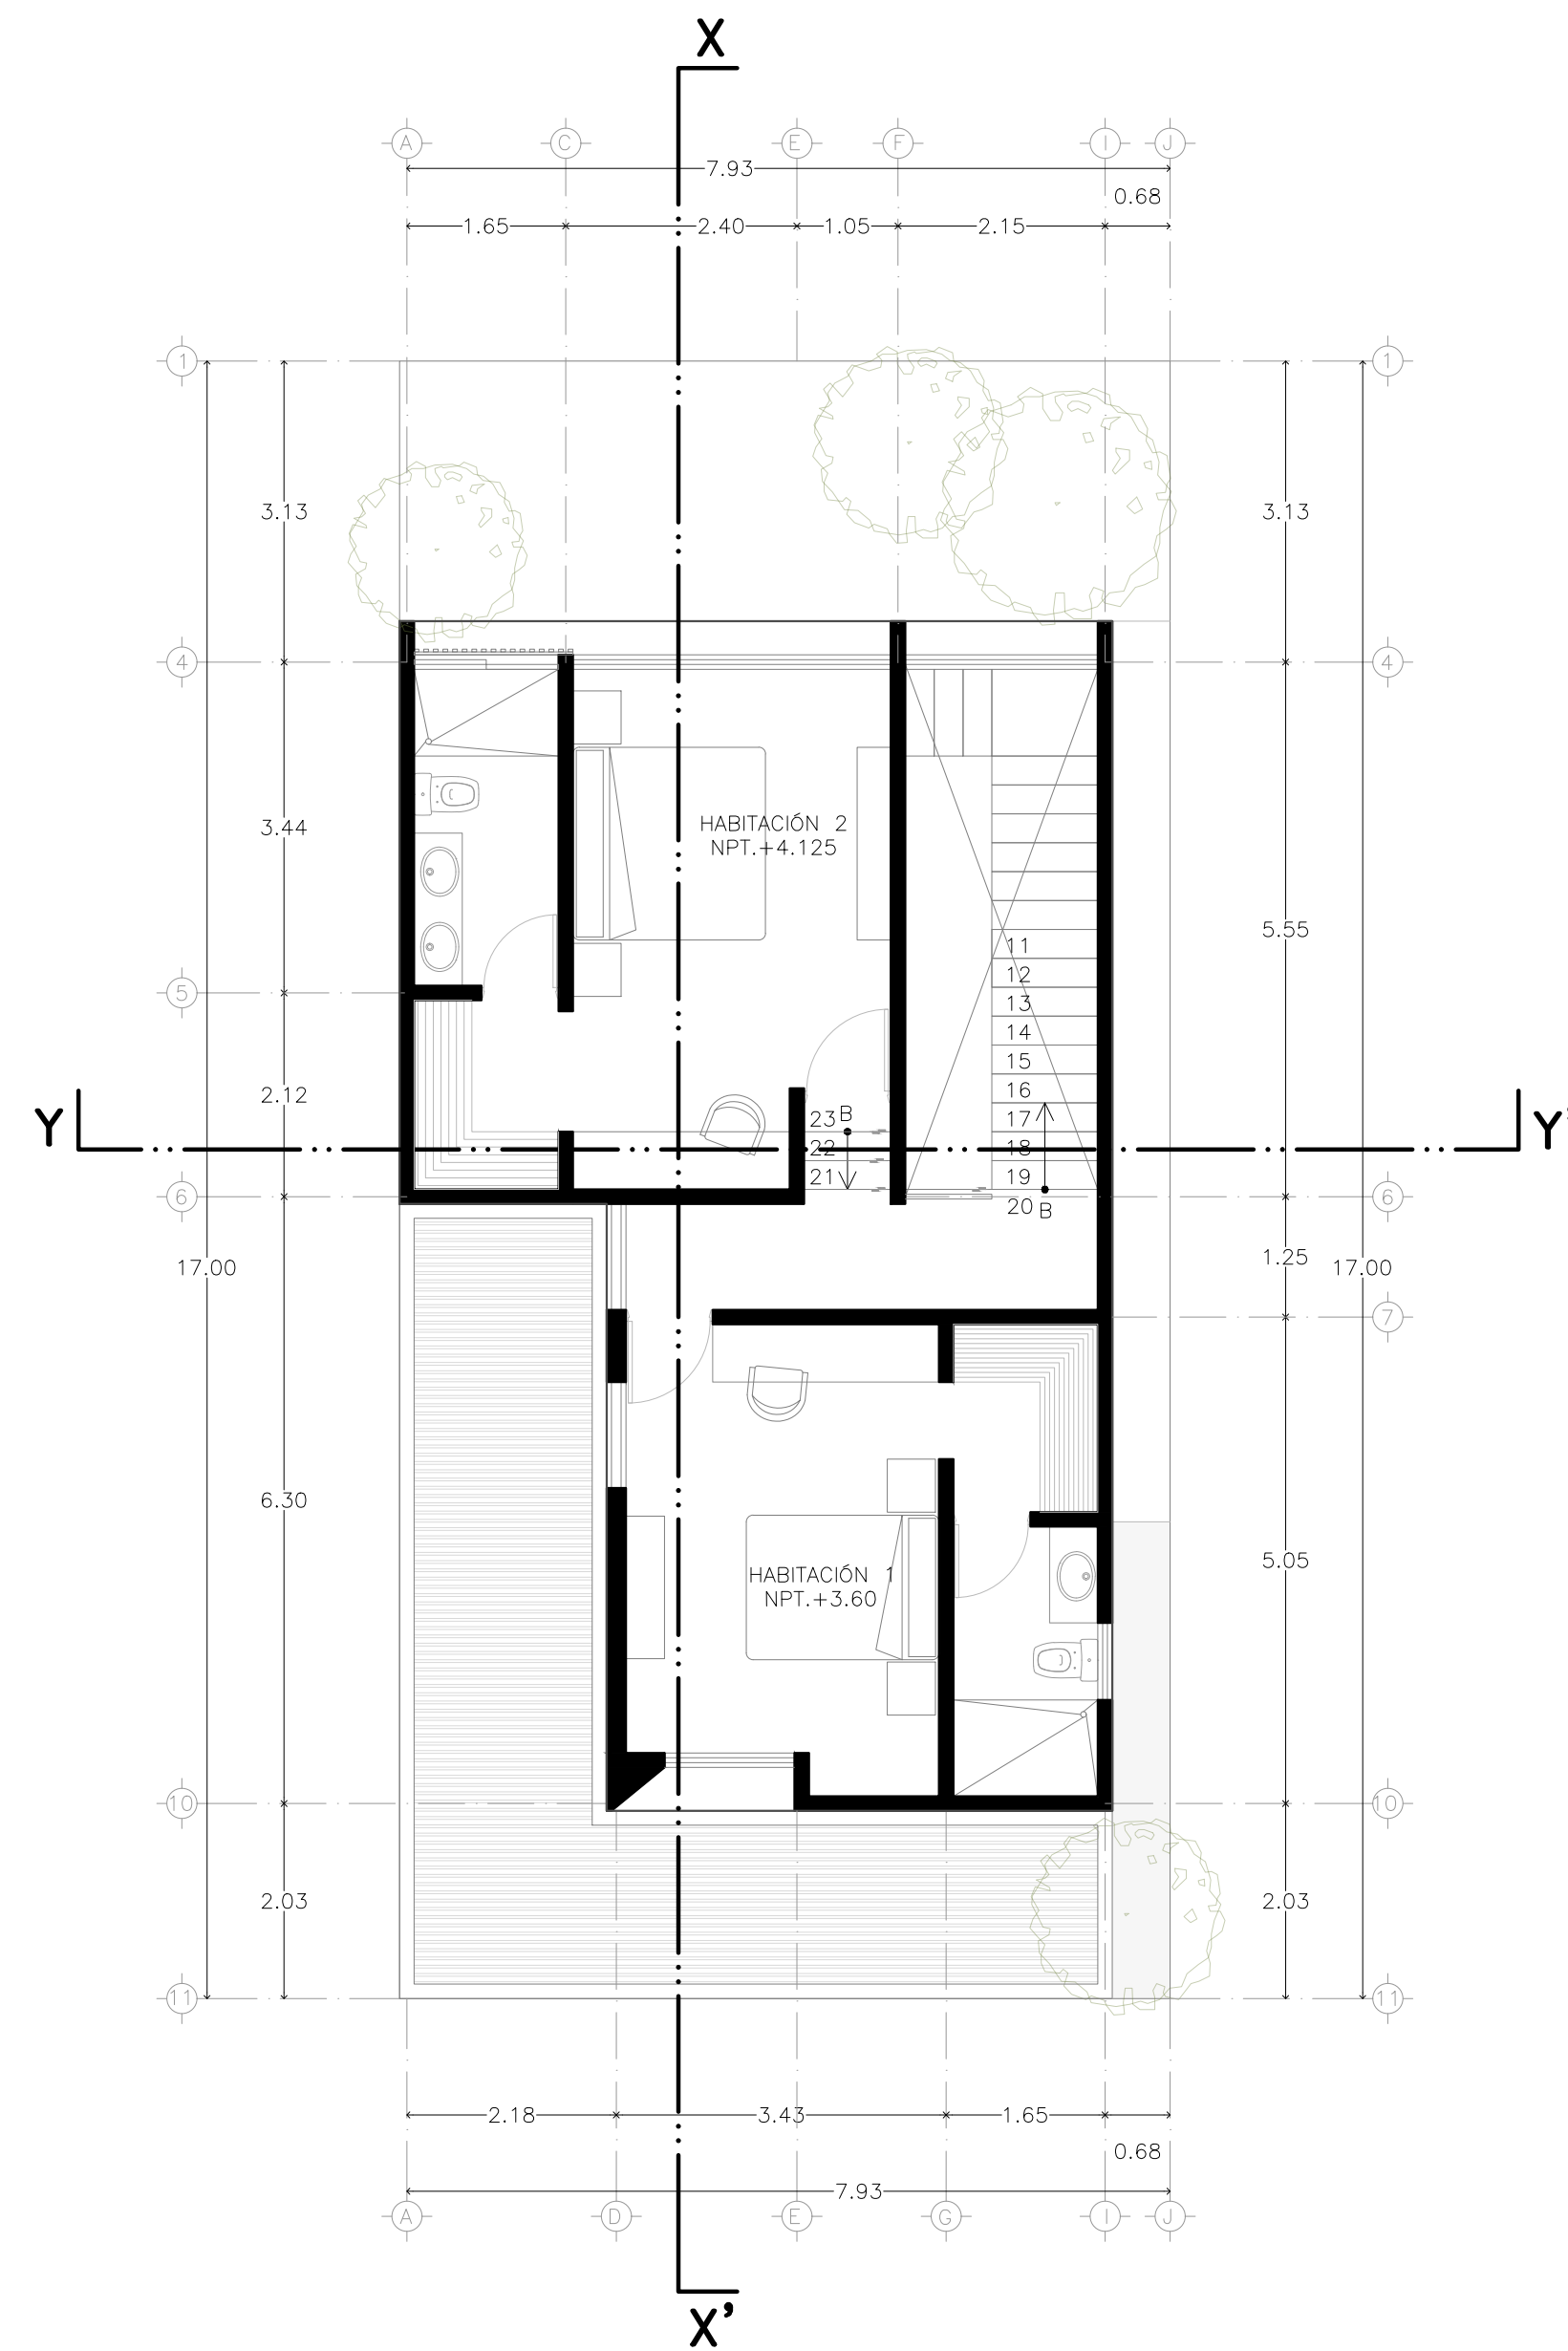 X
A C E F I J
7.93
0.68
1.65 2.40 1.05 2.15
1 1
3.13 3.13
4 4
3.44
HABITACIÓN 2
NPT.+4.125
5.55
11
12
5 5
13
14
15
16
2.12
Y Y'
23 B
17
22
18
21
19
6 6
20 B
1.25
17.00 17.00
7
6.30
5.05
HABITACIÓN 1
NPT.+3.60
10 10
2.03 2.03
11 11
2.18 3.43 1.65
0.68
7.93
A D E G I J
X'